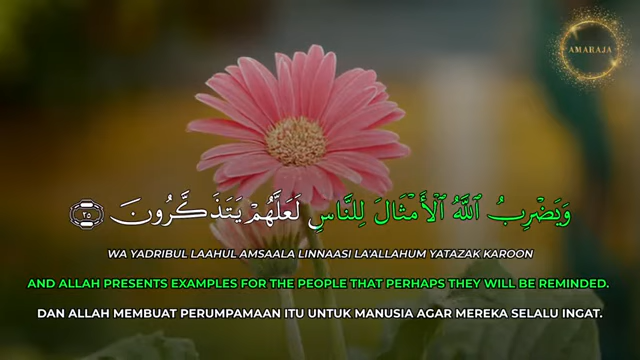 AMARAJA
وَيَضْرِبُ ٱللَّهُ ٱلْأَمْثَالَ لِلنَّاسِ لَعَلَّهُمْ يَتَذَكَّرُونَ ٢٥
WA YADRIBUL LAAHUL AMSAALA LINNAASI LA'ALLAHUM YATAZAK KAROON
AND ALLAH PRESENTS EXAMPLES FOR THE PEOPLE THAT PERHAPS THEY WILL BE REMINDED.
DAN ALLAH MEMBUAT PERUMPAMAAN ITU UNTUK MANUSIA AGAR MEREKA SELALU INGAT.